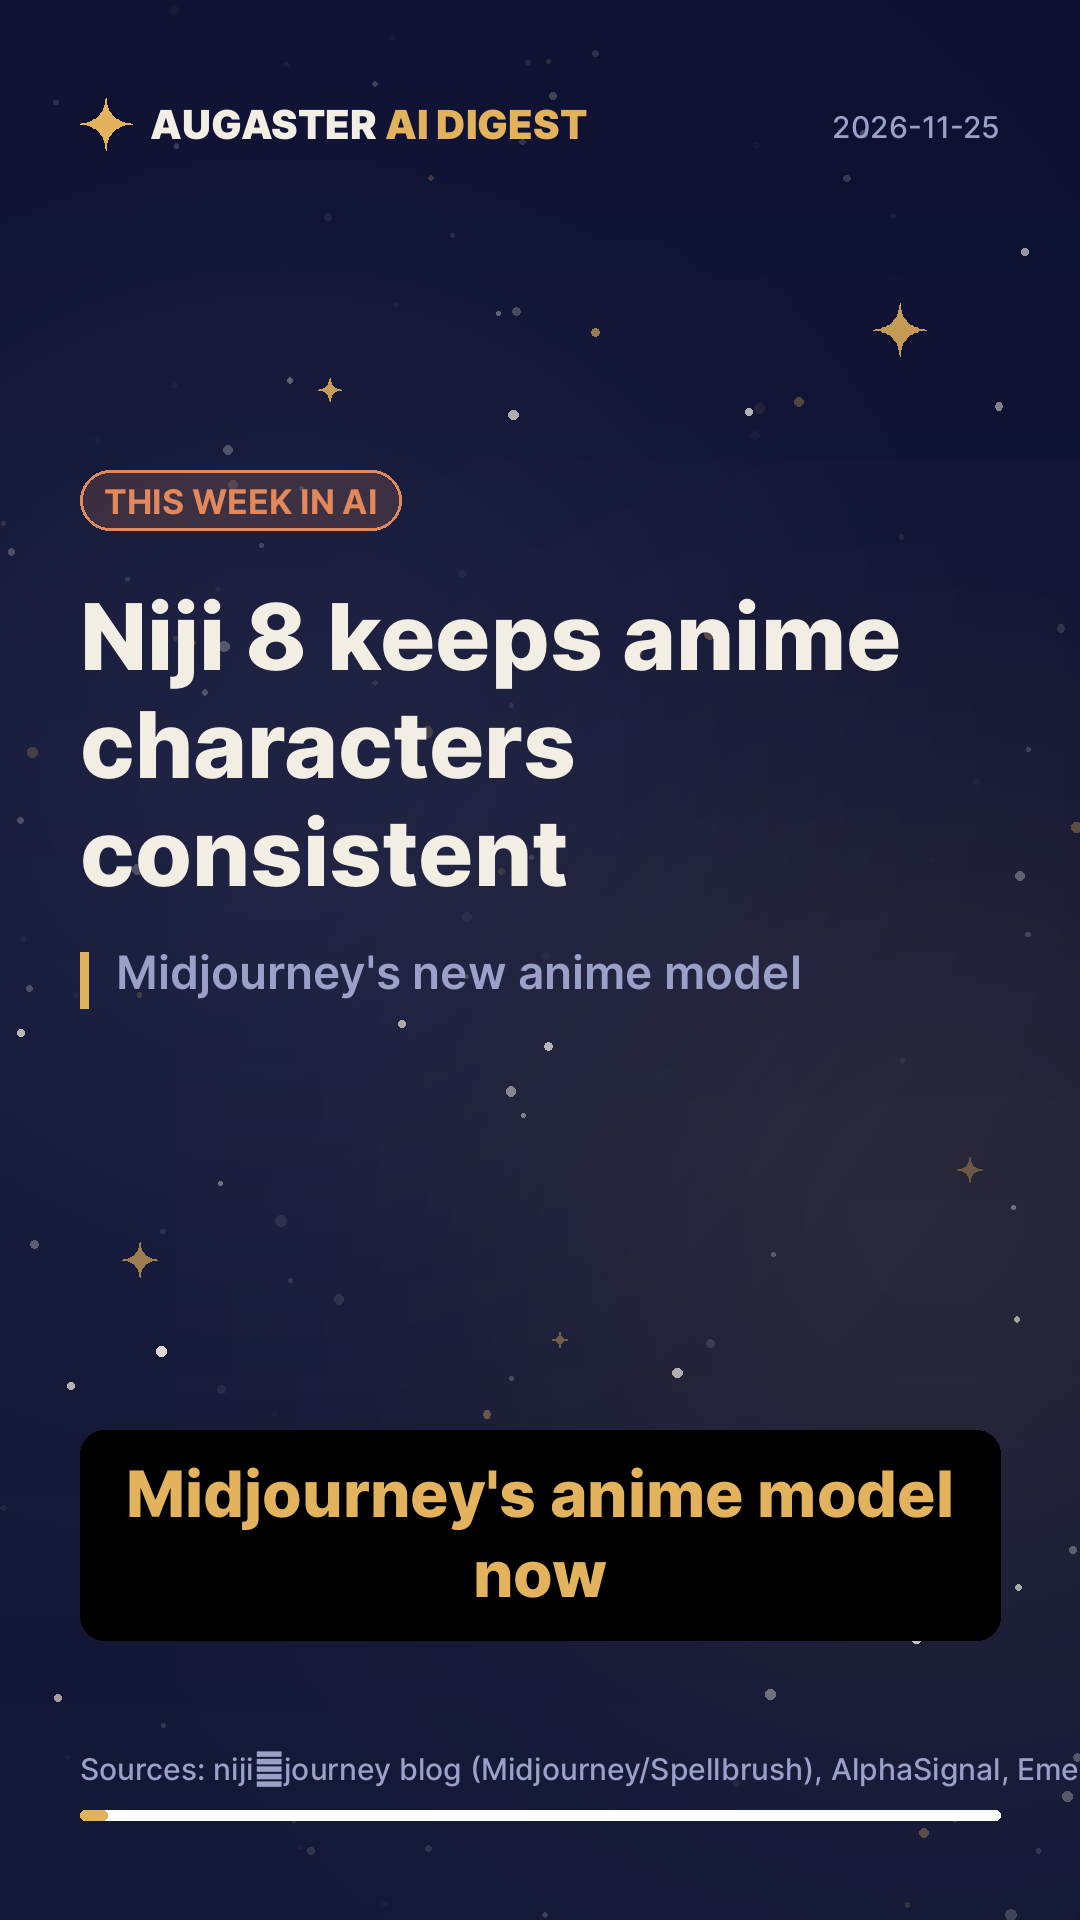 AUGASTER AI DIGEST
2026-11-25
THIS WEEK IN AI
Niji 8 keeps anime
characters
consistent
Midjourney's new anime model
Midjourney's anime model
now
Sources: niji journey blog (Midjourney/Spellbrush), AlphaSignal, Eme